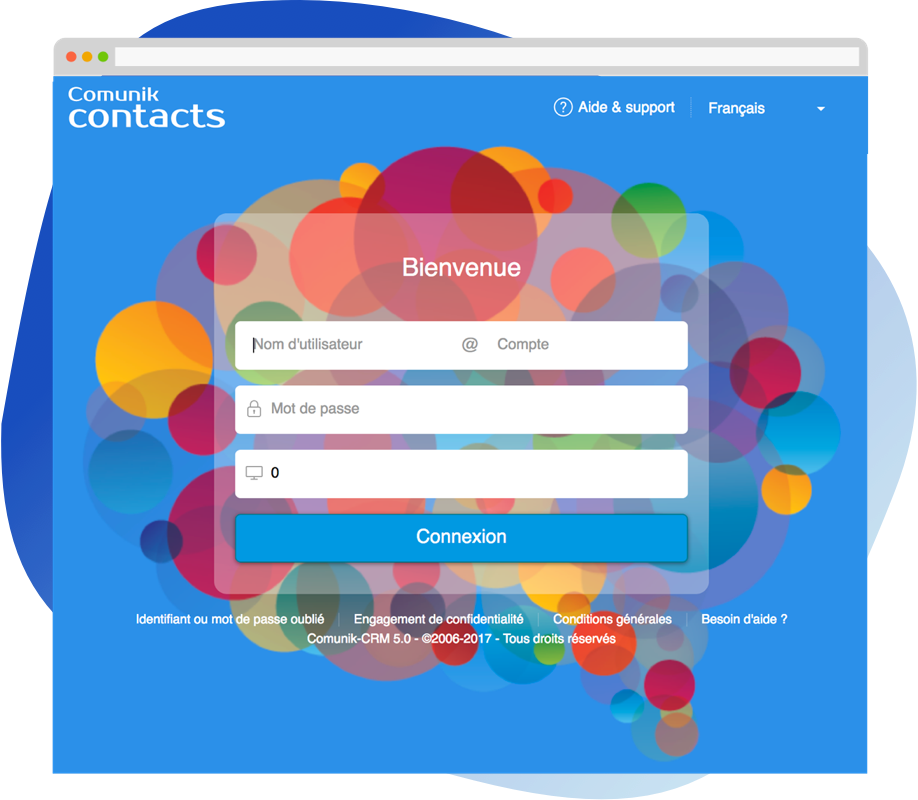 Comunik
contacts
? Aide & support
Français
Bienvenue
Nom d'utilisateur @ Compte
Mot de passe
0
Connexion
Identifiant ou mot de passe oublié Engagement de confidentialité Conditions générales Besoin d'aide ?
Comunik-CRM 5.0 - ©2006-2017 - Tous droits réservés